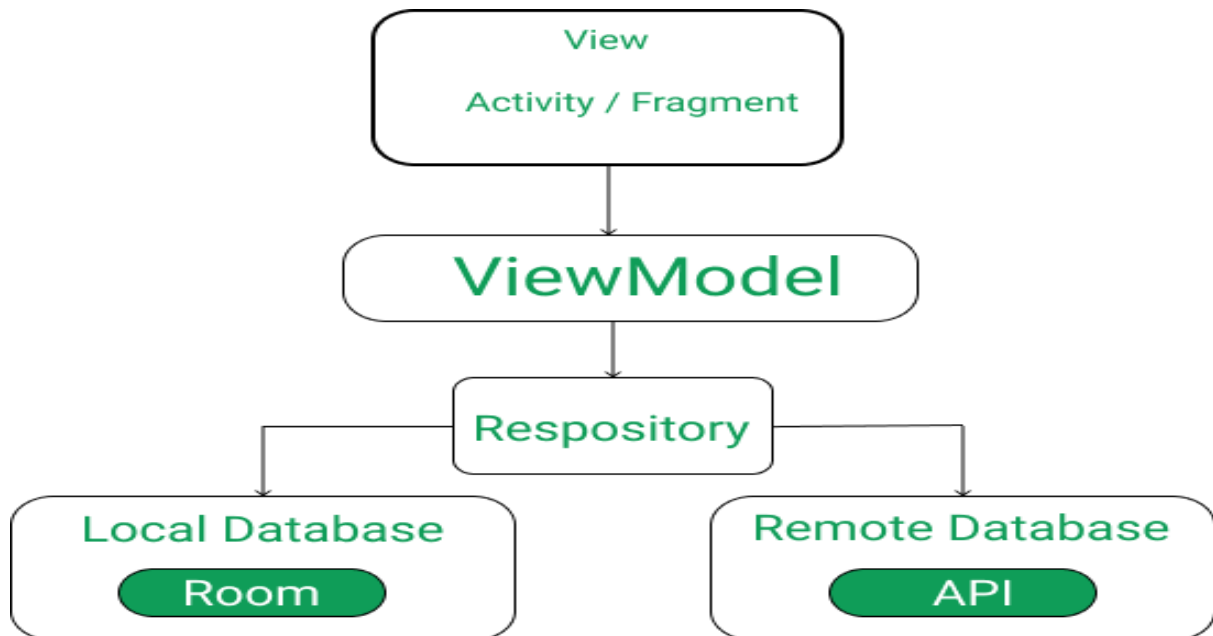 View
Activity / Fragment
ViewModel
Respository
Local Database
Room
Remote Database
API